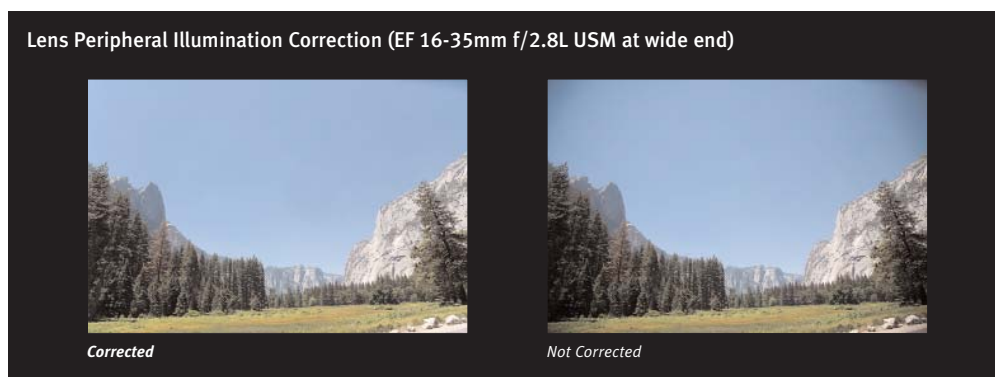 Lens Peripheral Illumination Correction (EF 16-35mm f/2.8L USM at wide end)
Corrected
Not Corrected